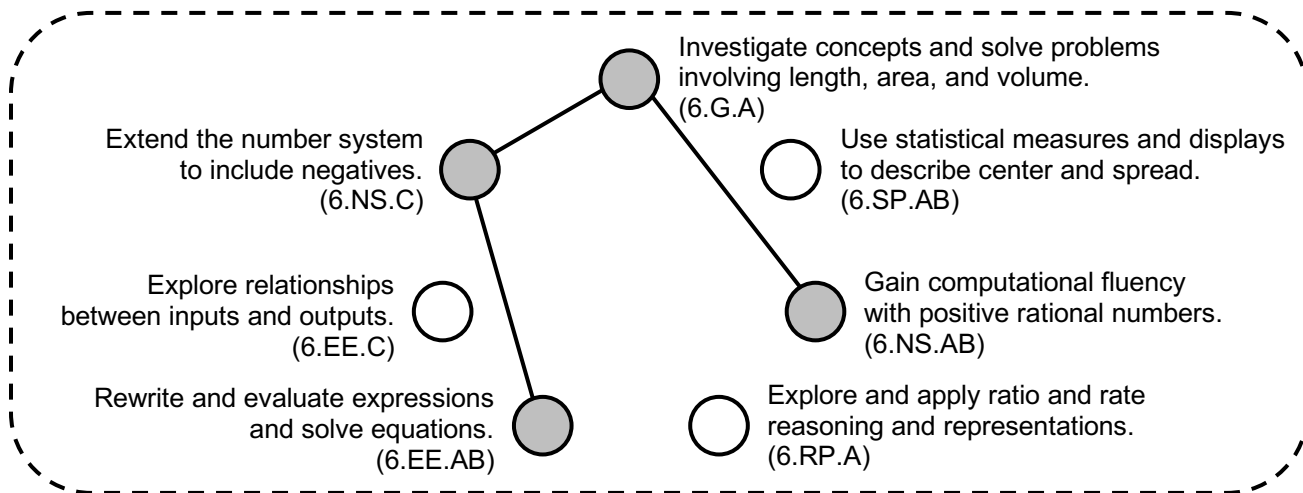 Investigate concepts and solve problems
involving length, area, and volume.
(6.G.A)
Extend the number system
to include negatives.
(6.NS.C)
Use statistical measures and displays
to describe center and spread.
(6.SP.AB)
Explore relationships
between inputs and outputs.
(6.EE.C)
Gain computational fluency
with positive rational numbers.
(6.NS.AB)
Rewrite and evaluate expressions
and solve equations.
(6.EE.AB)
Explore and apply ratio and rate
reasoning and representations.
(6.RP.A)